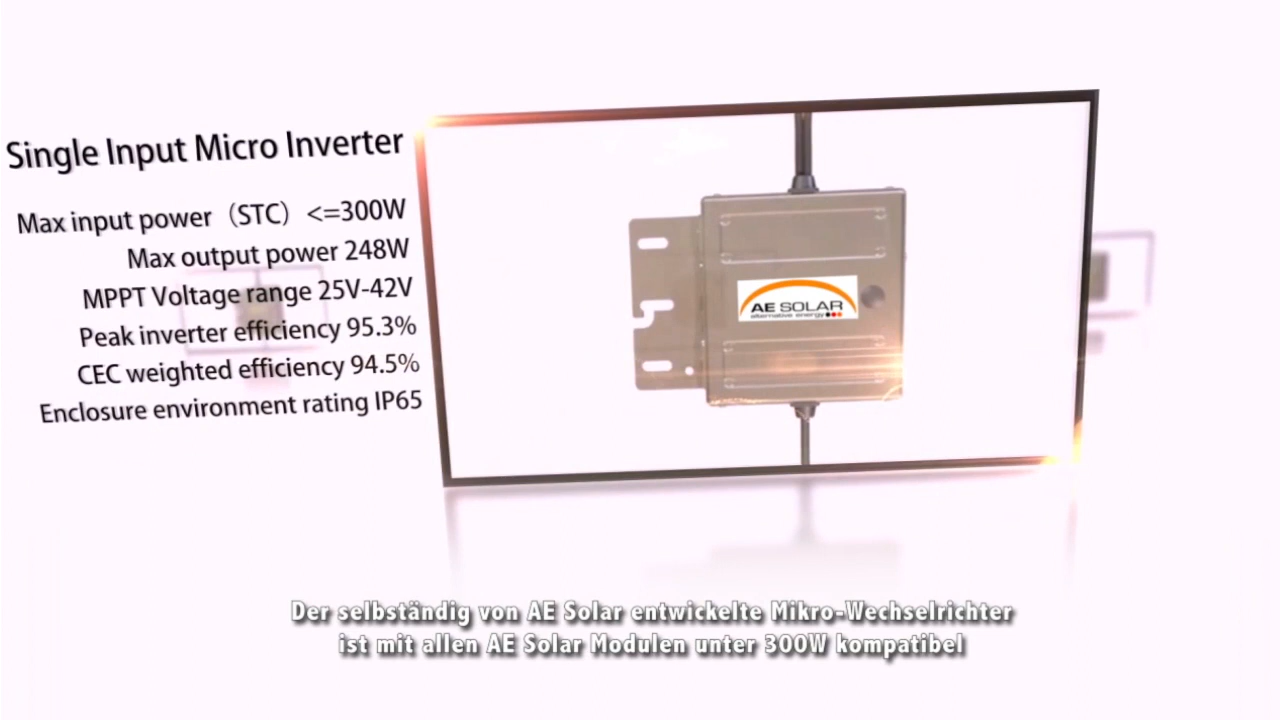 Single Input Micro Inverter
Max input power（STC）<=300W
Max output power 248W
MPPT Voltage range 25V-42V
Peak inverter efficiency 95.3%
CEC weighted efficiency 94.5%
Enclosure environment rating IP65
AE SOLAR
alternative energy
Der selbständig von AE Solar entwickelte Mikro-Wechselrichter
ist mit allen AE Solar Modulen unter 300W kompatibel